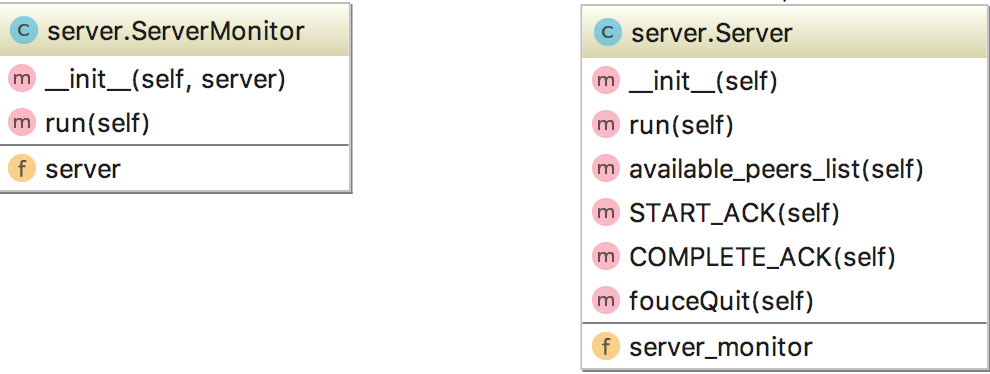 C server.ServerMonitor
m __init__(self, server)
m run(self)
f server
C server.Server
m __init__(self)
m run(self)
m available_peers_list(self)
m START_ACK(self)
m COMPLETE_ACK(self)
m fouceQuit(self)
f server_monitor